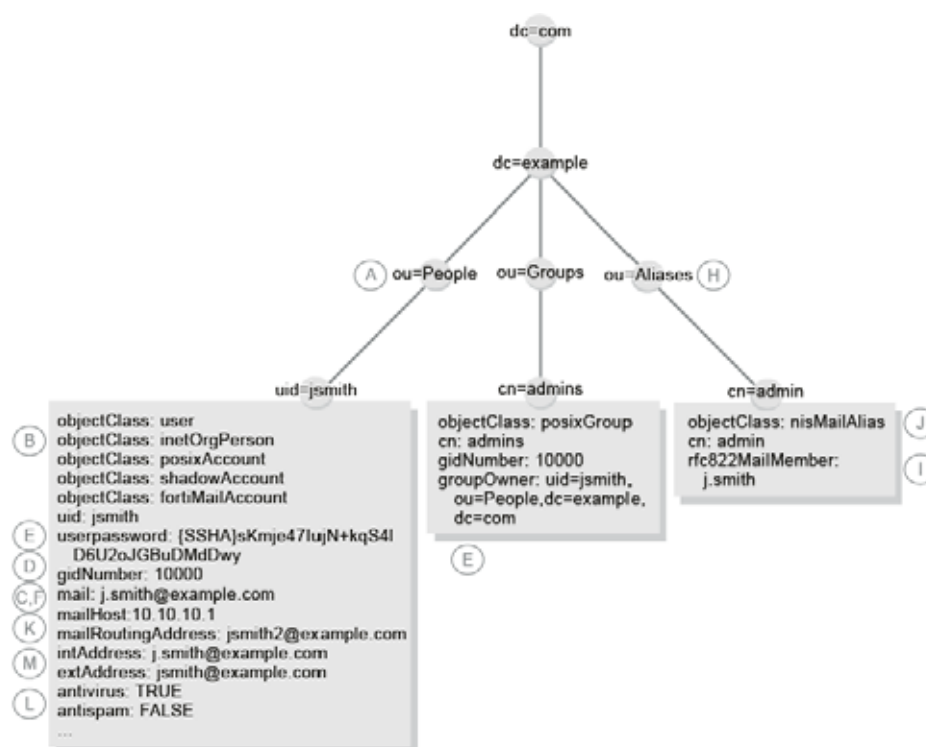 dc=com
dc=example
A
ou=People
ou=Groups
ou=Aliases
H
uid=jsmith
cn=admins
cn=admin
objectClass: user
B
objectClass: inetOrgPerson
objectClass: posixAccount
objectClass: shadowAccount
objectClass: fortiMailAccount
uid: jsmith
E
userpassword: {SSHA}sKmje47IujN+kqS4l
D6U2oJGBuDMdDwy
D
gidNumber: 10000
C,F
mail: j.smith@example.com
mailHost:10.10.10.1
K
mailRoutingAddress: jsmith2@example.com
intAddress: j.smith@example.com
M
extAddress: jsmith@example.com
antivirus: TRUE
L
antispam: FALSE
...
objectClass: posixGroup
cn: admins
gidNumber: 10000
groupOwner: uid=jsmith,
ou=People,dc=example,
dc=com
E
objectClass: nisMailAlias
J
cn: admin
rfc822MailMember:
I
j.smith